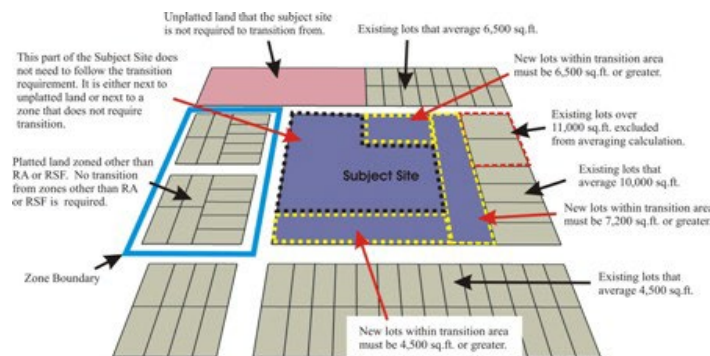 Unplatted land that the subject site
is not required to transition from.
Existing lots that average 6,500 sq.ft.
This part of the Subject Site does
not need to follow the transition
requirement. It is either next to
unplatted land or next to a
zone that does not require
transition.
New lots within transition area
must be 6,500 sq.ft. or greater.
Existing lots over
11,000 sq.ft. excluded
from averaging calculation.
Platted land zoned other than
RA or RSF. No transition
from zones other than RA
or RSF is required.
Subject Site
Existing lots that
average 10,000 sq.ft.
New lots within transition area
must be 7,200 sq.ft. or greater.
Zone Boundary
Existing lots that
average 4,500 sq.ft.
New lots within transition area
must be 4,500 sq.ft. or greater.